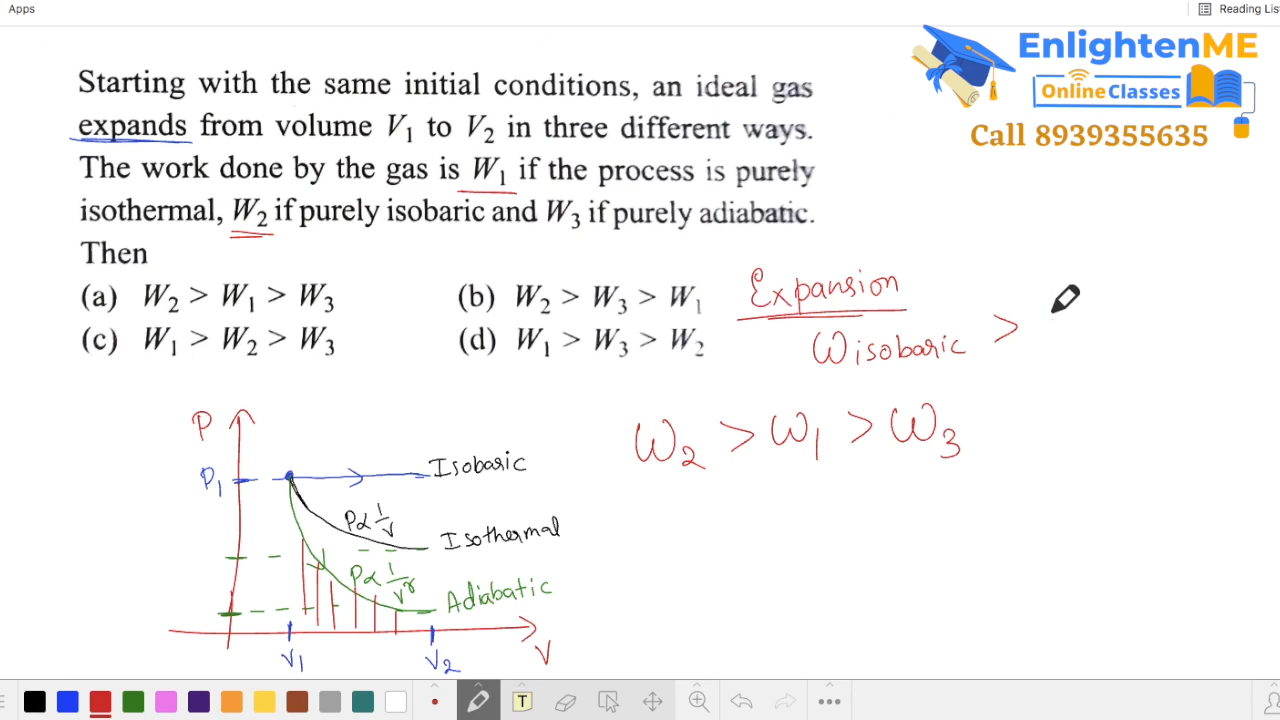 Apps
Reading Lis
EnlightenME
OnlineClasses
Call 8939355635
Starting with the same initial conditions, an ideal gas
expands from volume V₁ to V₂ in three different ways.
The work done by the gas is W₁ if the process is purely
isothermal, W₂ if purely isobaric and W₃ if purely adiabatic.
Then
(a) W₂ > W₁ > W₃ (b) W₂ > W₃ > W₁
(c) W₁ > W₂ > W₃ (d) W₁ > W₃ > W₂
Expansion
W isobaric >
W₂ > W₁ > W₃
P
P₁
Isobaric
P∝ 1/V
Isothermal
P∝ 1/Vˠ
Adiabatic
V₁
V₂
V
T